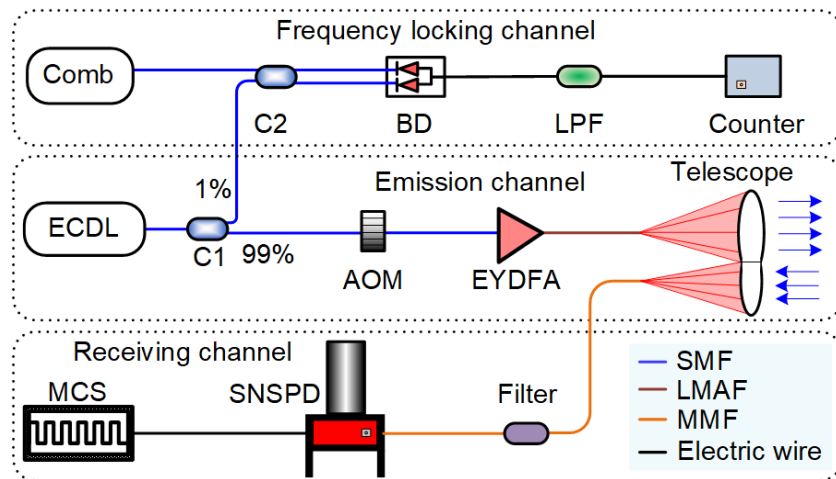 Frequency locking channel
Comb
C2
BD
LPF
Counter
1%
Emission channel
Telescope
ECDL
C1
99%
AOM
EYDFA
Receiving channel
MCS
SNSPD
Filter
SMF
LMAF
MMF
Electric wire